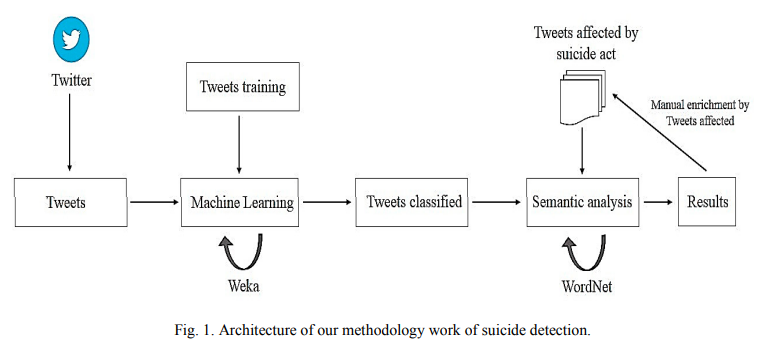 Twitter
Tweets affected by
suicide act
Tweets training
Manual enrichment by
Tweets affected
Tweets
Machine Learning
Tweets classified
Semantic analysis
Results
Weka
WordNet
Fig. 1. Architecture of our methodology work of suicide detection.